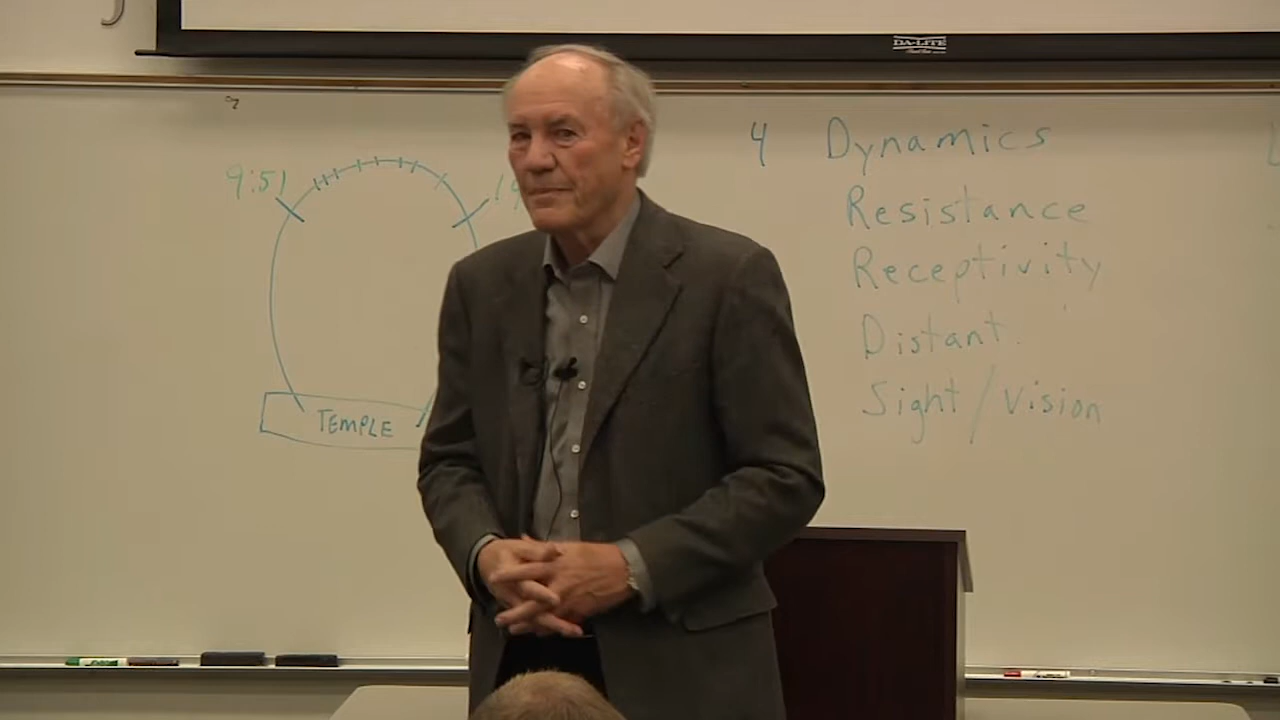 DA-LITE
9:51
TEMPLE
4 Dynamics
Resistance
Receptivity
Distant
Sight / Vision